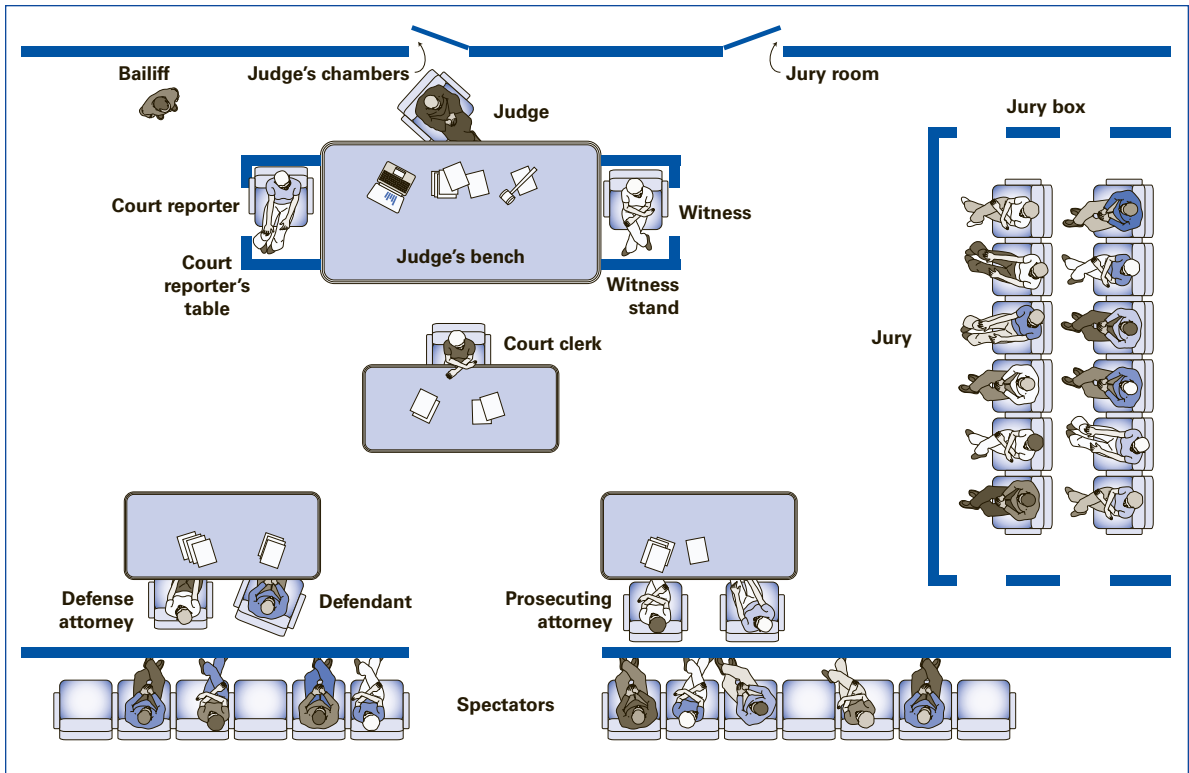 Bailiff
Judge's chambers
Jury room
Judge
Jury box
Court reporter
Witness
Judge's bench
Court
reporter's
table
Witness
stand
Court clerk
Jury
Defense
attorney
Defendant
Prosecuting
attorney
Spectators